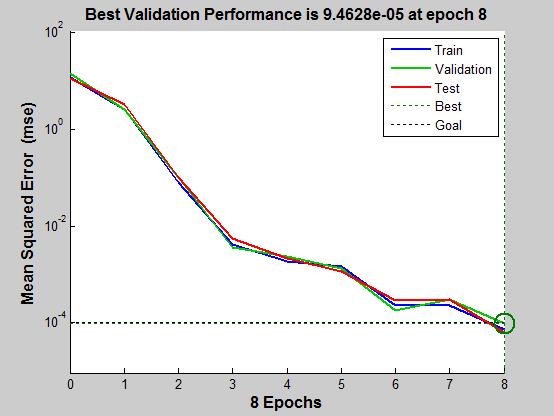 Best Validation Performance is 9.4628e-05 at epoch 8
Mean Squared Error (mse)
10^2
10^0
10^-2
10^-4
Train
Validation
Test
Best
Goal
0 1 2 3 4 5 6 7 8
8 Epochs